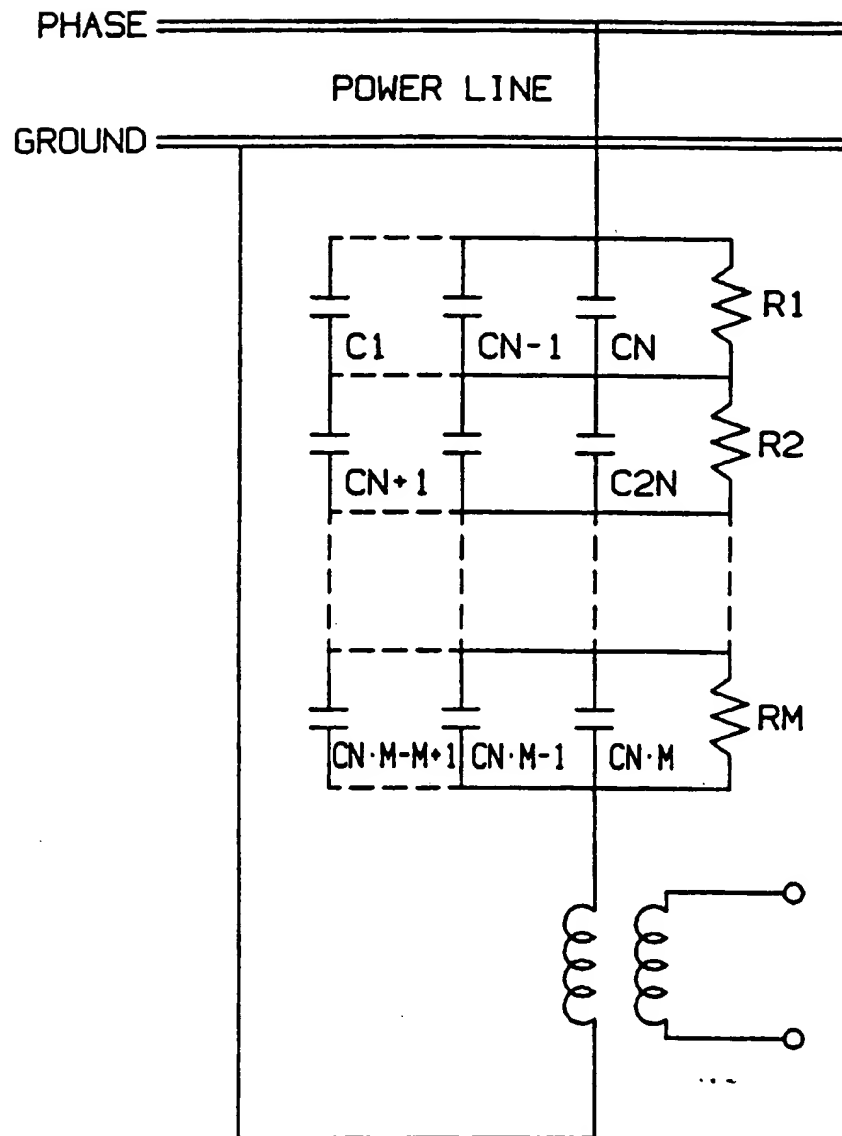 PHASE
POWER LINE
GROUND
R1
C1 CN-1 CN
R2
CN+1 C2N
RM
CN·M-M+1 CN·M-1 CN·M